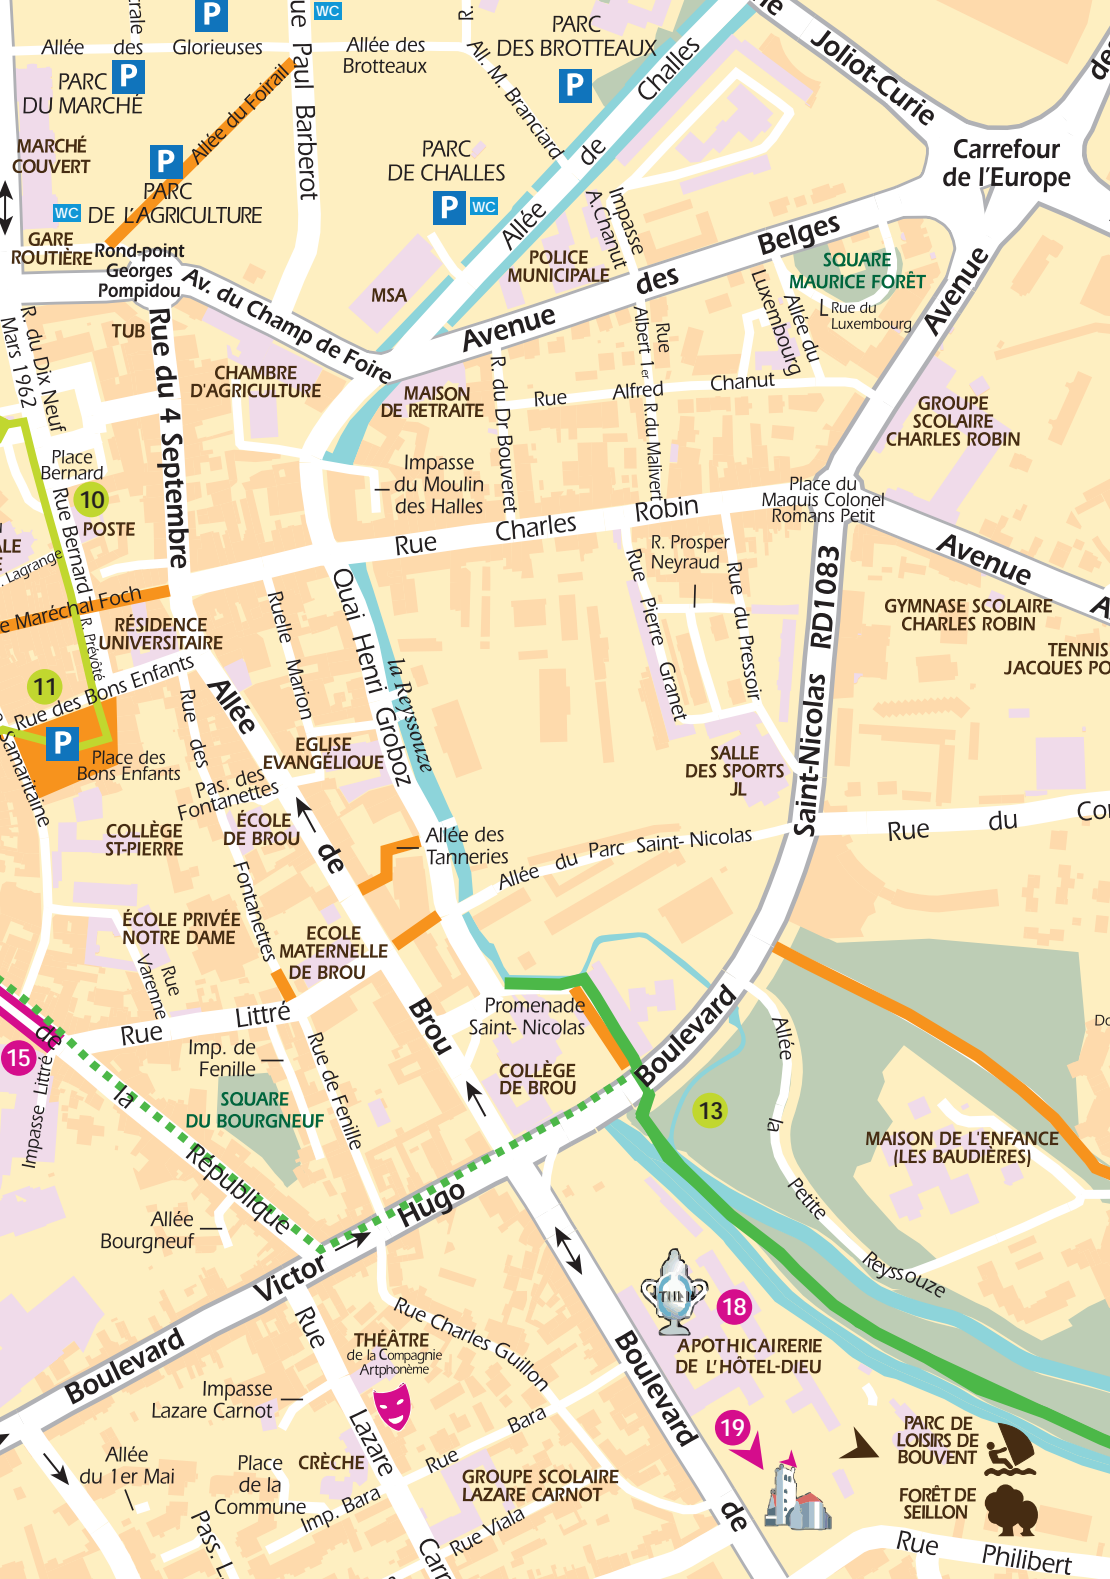 WC
P
PARC
DES BROTTEAUX
P
Joliot-Curie
Allée des Glorieuses
Allée des
Brotteaux
All. M. Branciard
Rue Paul Barberot
PARC
DU MARCHÉ
P
Allée du Foirail
MARCHÉ
COUVERT
P
PARC
DE L'AGRICULTURE
WC
PARC
DE CHALLES
P
WC
Allée de Challes
Carrefour
de l'Europe
GARE
ROUTIÈRE
Rond-point
Georges
Pompidou
Av. du Champ de Foire
MSA
POLICE
MUNICIPALE
Impasse
A.Chanut
Avenue des Belges
SQUARE
MAURICE FORÊT
Rue du
Luxembourg
Allée du
Luxembourg
Avenue
R. du Dix Neuf
Mars 1962
TUB
Rue du 4 Septembre
CHAMBRE
D'AGRICULTURE
MAISON
DE RETRAITE
R. du Dr Bouveret
Rue
Albert 1er
R.du Malivert
Rue Alfred Chanut
GROUPE
SCOLAIRE
CHARLES ROBIN
Place
Bernard
10
POSTE
Rue Bernard
Impasse
du Moulin
des Halles
Rue Charles Robin
Place du
Maquis Colonel
Romans Petit
Avenue
R. Prosper
Neyraud
Rue Pierre Granet
Rue du Pressoir
Lagrange
Maréchal Foch
R. Prévôté
RÉSIDENCE
UNIVERSITAIRE
Ruelle Marion
Quai Henri Groboz
la Reyssouze
GYMNASE SCOLAIRE
CHARLES ROBIN
TENNIS
JACQUES PO
11
Rue des Bons Enfants
P
Place des
Bons Enfants
Samaritaine
Rue des Fontanettes
Pas. des
Fontanettes
Allée de Brou
EGLISE
EVANGÉLIQUE
SALLE
DES SPORTS
JL
Saint-Nicolas RD1083
Rue du
COLLÈGE
ST-PIERRE
ÉCOLE
DE BROU
Allée des
Tanneries
Allée du Parc Saint- Nicolas
ÉCOLE PRIVÉE
NOTRE DAME
Rue
Varenne
ECOLE
MATERNELLE
DE BROU
Promenade
Saint- Nicolas
COLLÈGE
DE BROU
Boulevard
Rue Littré
15
Impasse Littré
de la République
Imp. de
Fenille
Rue de Fenille
SQUARE
DU BOURGNEUF
13
Allée la Petite Reyssouze
MAISON DE L'ENFANCE
(LES BAUDIÈRES)
Allée
Bourgneuf
Boulevard Victor Hugo
18
APOTHICAIRERIE
DE L'HÔTEL-DIEU
Rue Charles Guillon
Rue Lazare
THÉÂTRE
de la Compagnie
Artphonème
Impasse
Lazare Carnot
Boulevard de
Rue Bara
19
PARC DE
LOISIRS DE
BOUVENT
FORÊT DE
SEILLON
Allée
du 1er Mai
Place
de la
Commune
CRÈCHE
Imp. Bara
GROUPE SCOLAIRE
LAZARE CARNOT
Rue Viala
Rue Philibert